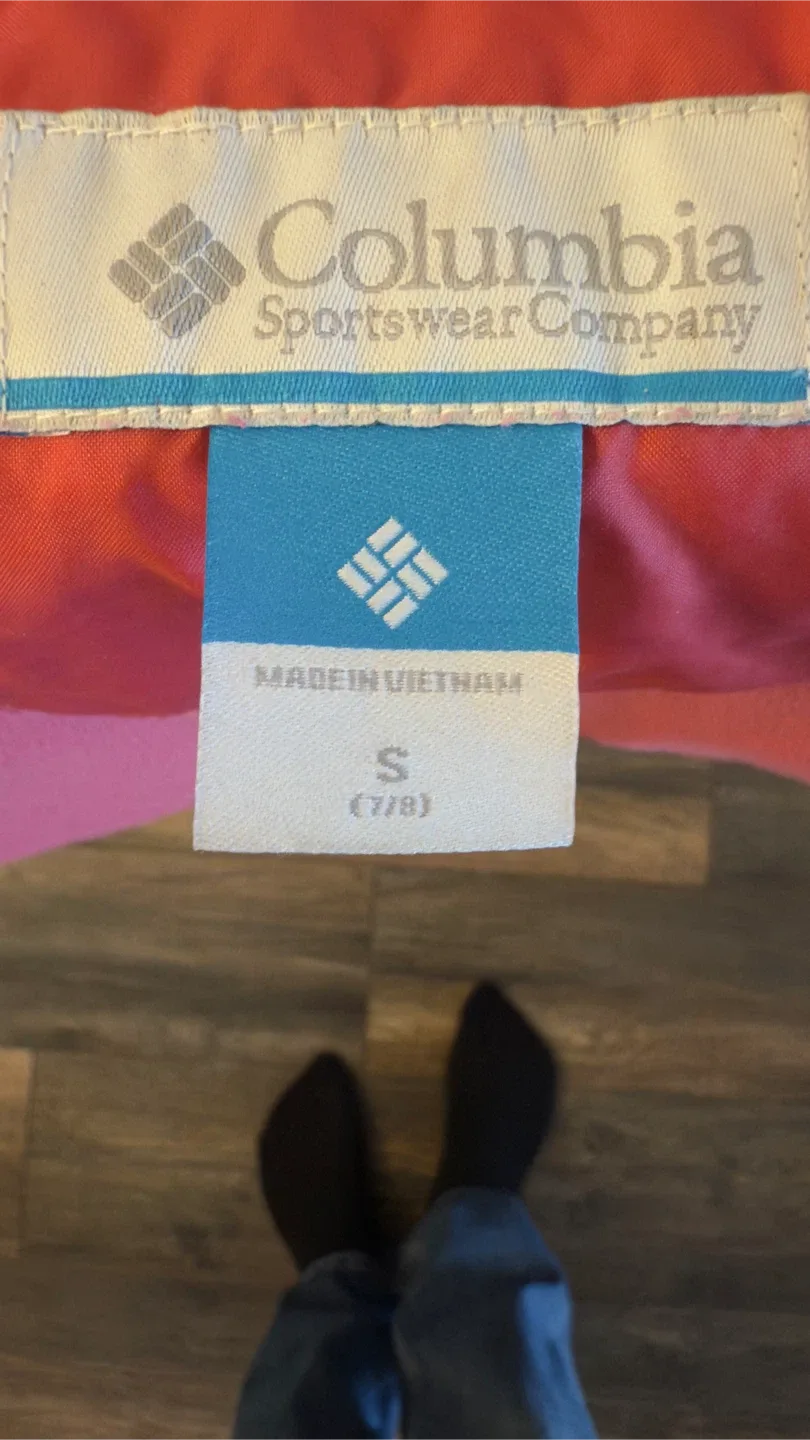 Columbia
Sportswear Company
MADE IN VIETNAM
S
(7/8)